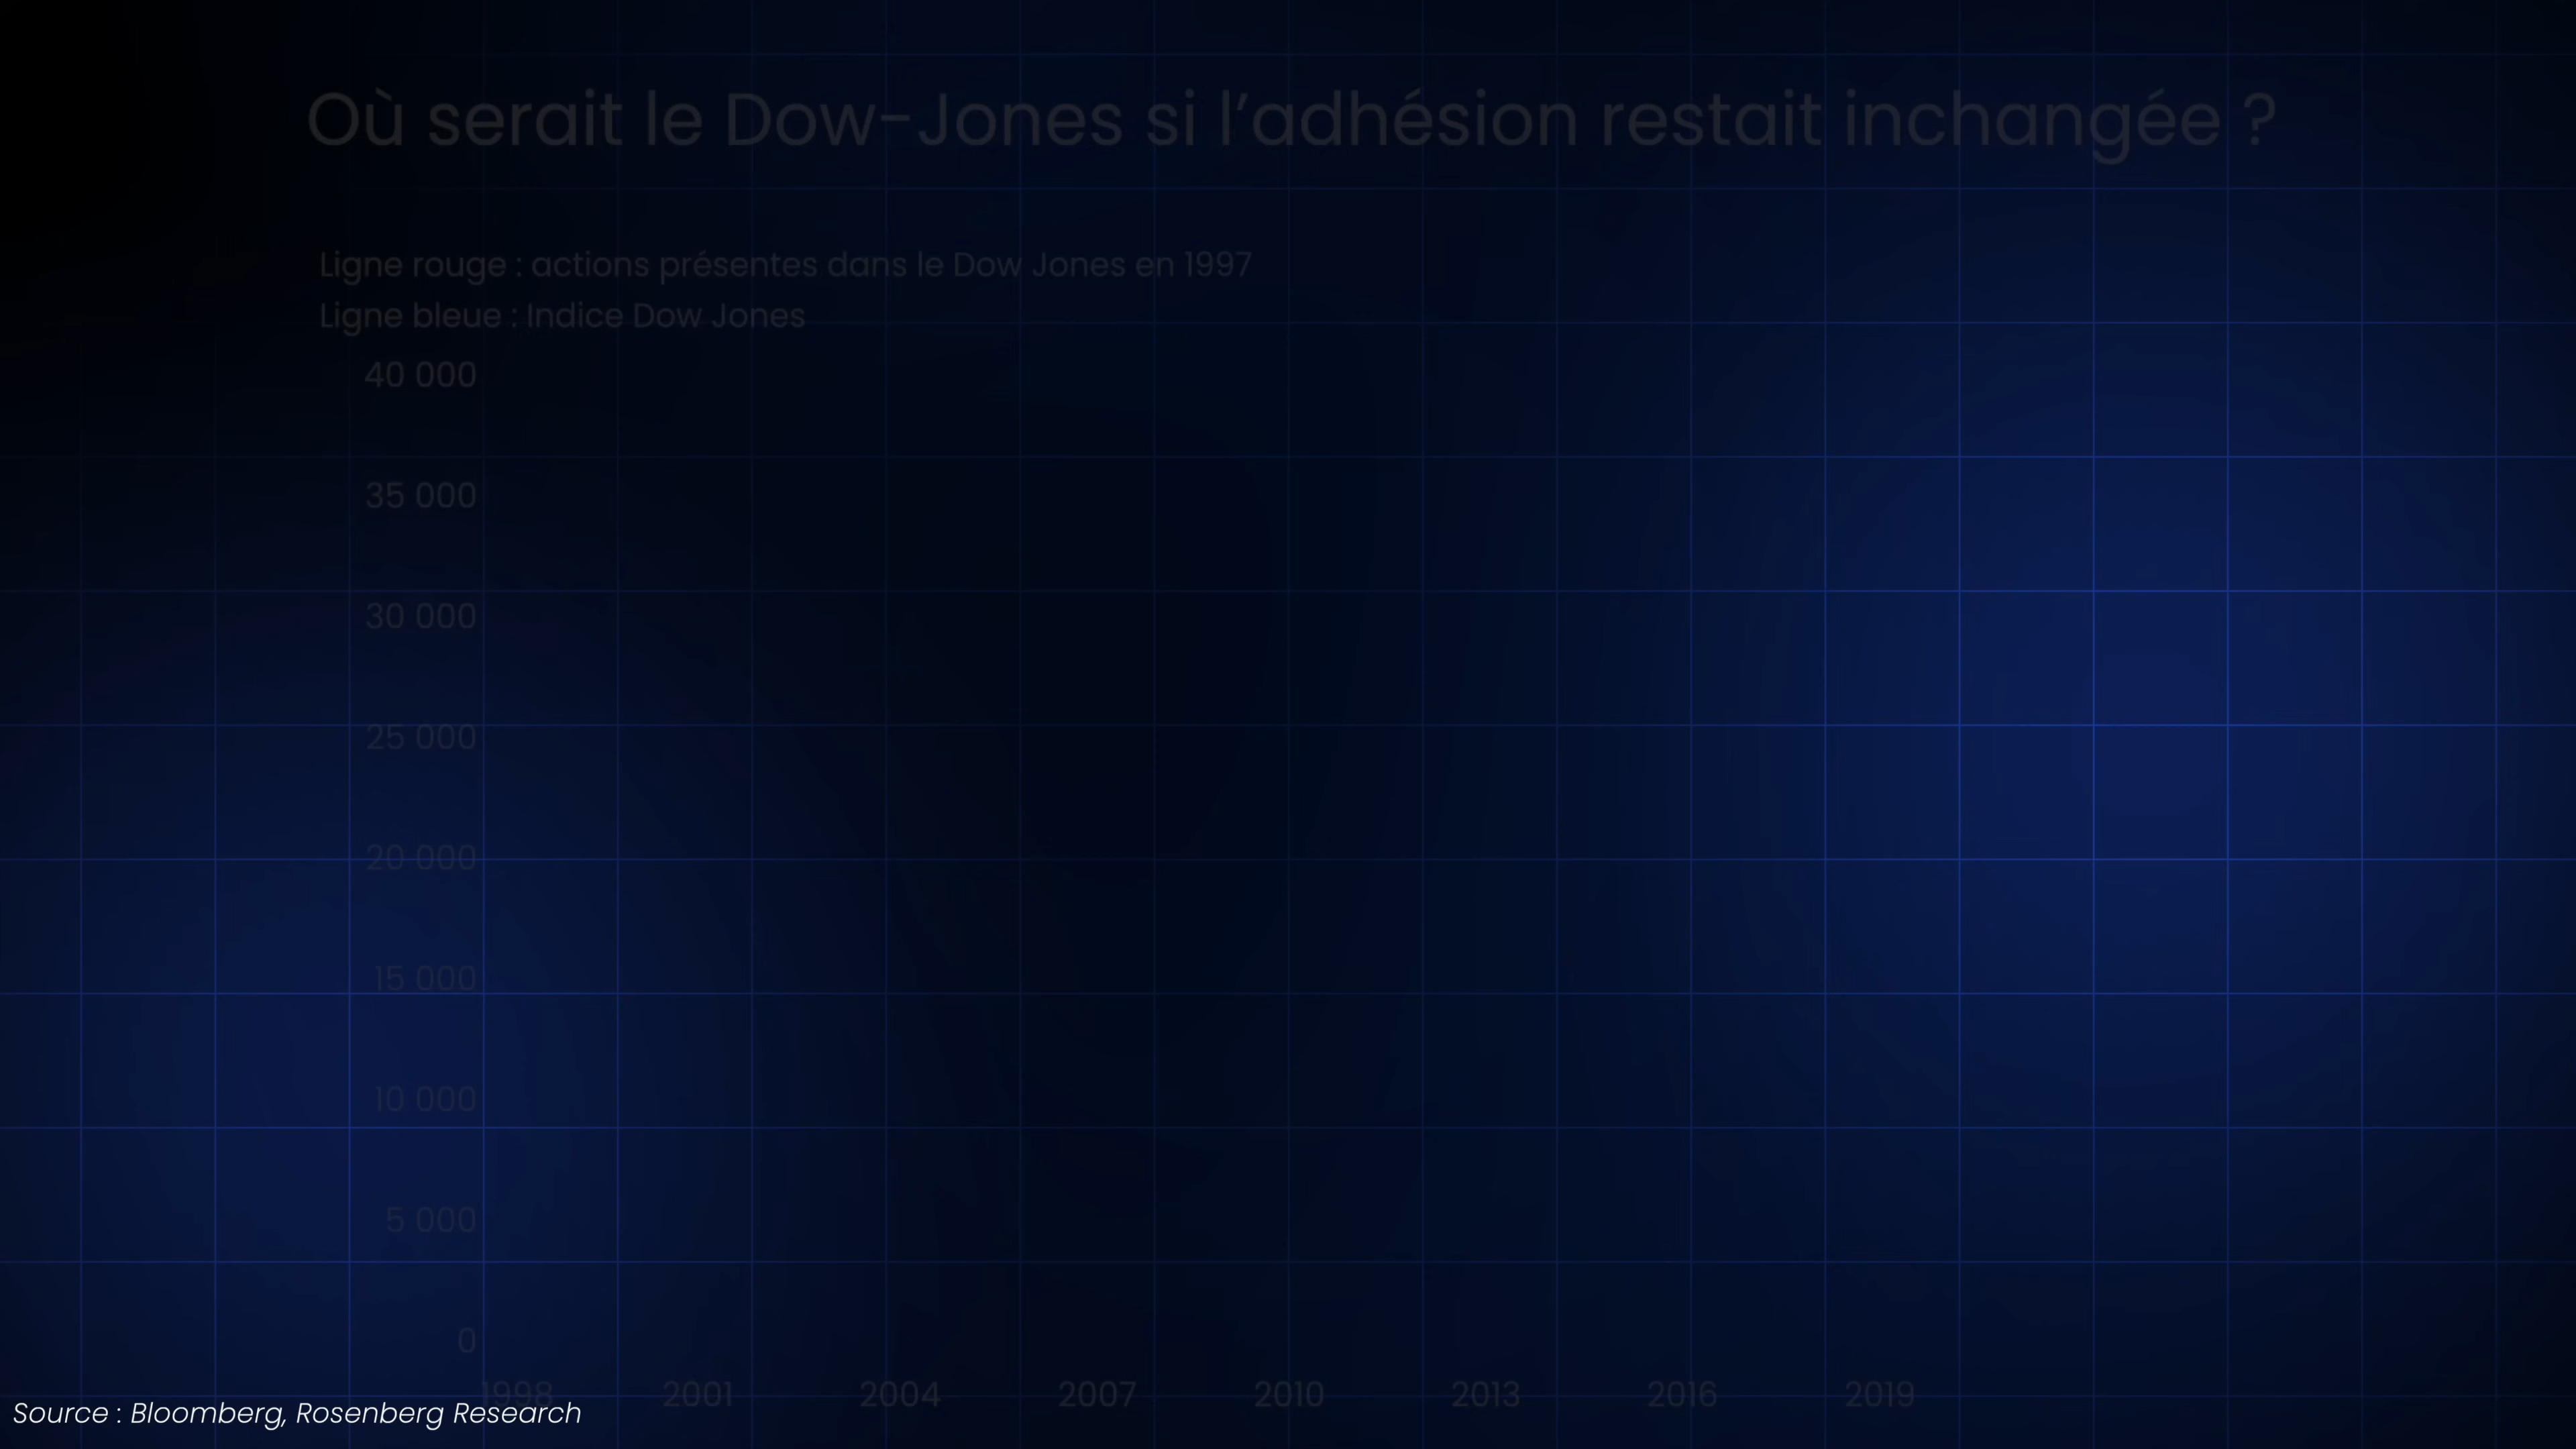 Où serait le Dow-Jones si l’adhésion restait inchangée ?
Ligne rouge : actions présentes dans le Dow Jones en 1997
Ligne bleue : Indice Dow Jones
40 000
35 000
30 000
25 000
20 000
15 000
10 000
5 000
0
1998 2001 2004 2007 2010 2013 2016 2019
Source : Bloomberg, Rosenberg Research